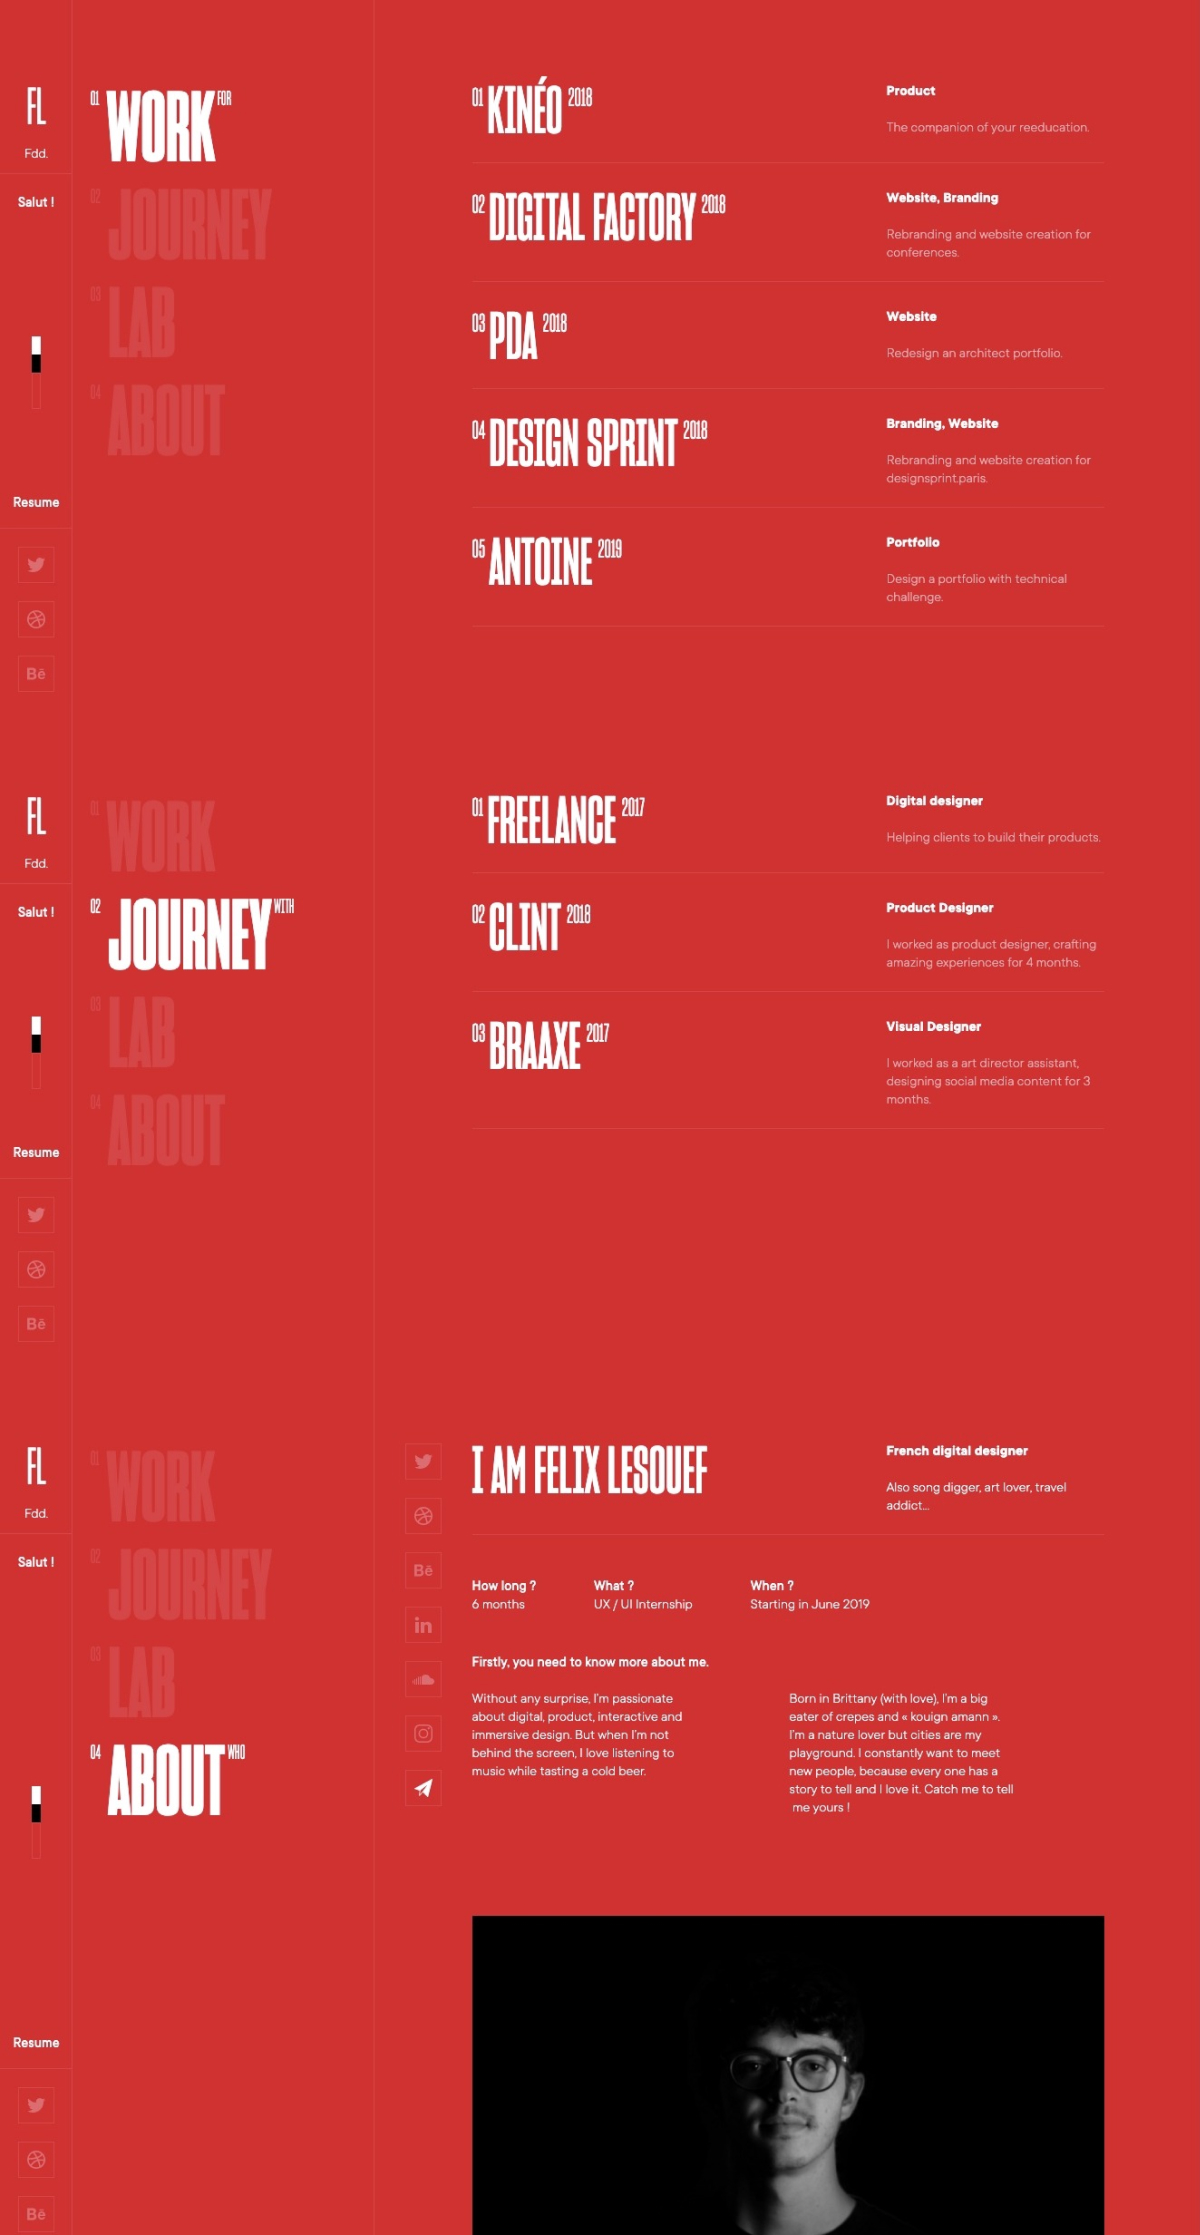 FL
Fdd.
Salut !
Resume
Bē
01 WORK FOR
02 JOURNEY
03 LAB
04 ABOUT
01 KINÉO 2018
Product
The companion of your reeducation.
02 DIGITAL FACTORY 2018
Website, Branding
Rebranding and website creation for
conferences.
03 PDA 2018
Website
Redesign an architect portfolio.
04 DESIGN SPRINT 2018
Branding, Website
Rebranding and website creation for
designsprint.paris.
05 ANTOINE 2019
Portfolio
Design a portfolio with technical
challenge.
FL
Fdd.
Salut !
Resume
Bē
01 WORK
02 JOURNEY WITH
03 LAB
04 ABOUT
01 FREELANCE 2017
Digital designer
Helping clients to build their products.
02 CLINT 2018
Product Designer
I worked as product designer, crafting
amazing experiences for 4 months.
03 BRAAXE 2017
Visual Designer
I worked as a art director assistant,
designing social media content for 3
months.
FL
Fdd.
Salut !
Resume
Bē
01 WORK
02 JOURNEY
03 LAB
04 ABOUT WHO
Bē
in
I AM FELIX LESOUEF
French digital designer
Also song digger, art lover, travel
addict...
How long ?
6 months
What ?
UX / UI Internship
When ?
Starting in June 2019
Firstly, you need to know more about me.
Without any surprise, I'm passionate
about digital, product, interactive and
immersive design. But when I'm not
behind the screen, I love listening to
music while tasting a cold beer.
Born in Brittany (with love), I'm a big
eater of crepes and « kouign amann ».
I'm a nature lover but cities are my
playground. I constantly want to meet
new people, because every one has a
story to tell and I love it. Catch me to tell
me yours !